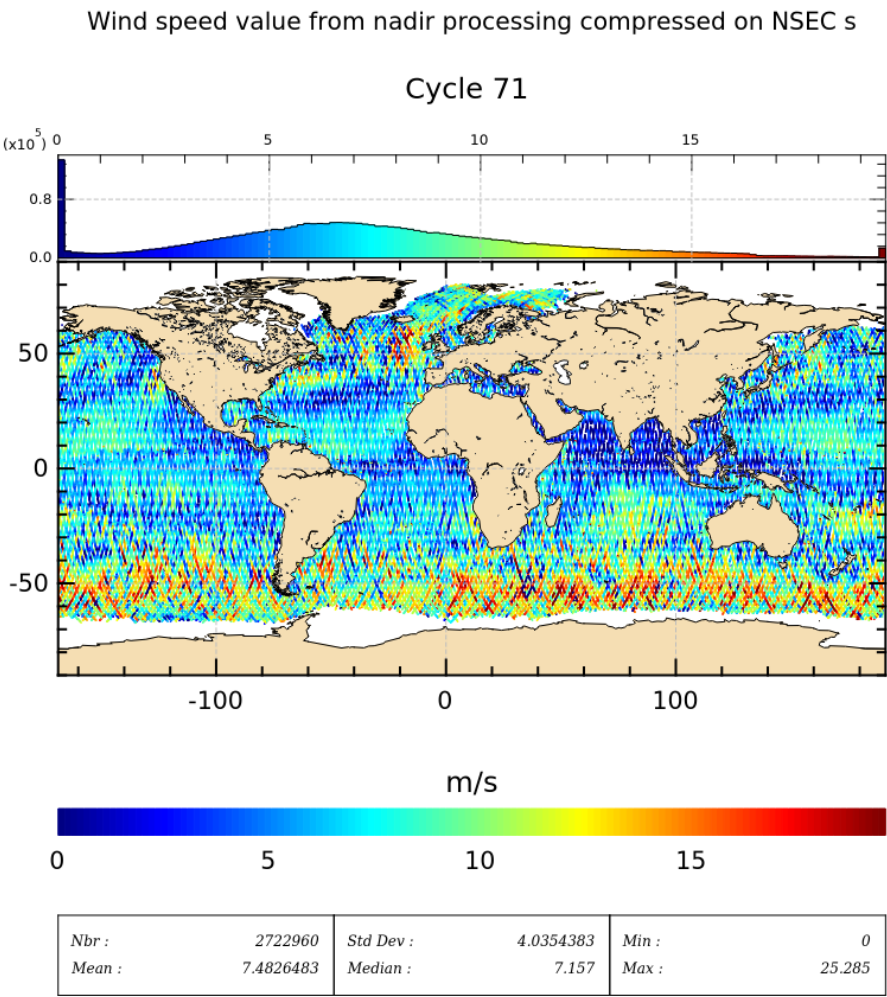 Wind speed value from nadir processing compressed on NSEC s
Cycle 71
(x10^5) 0 5 10 15
0.8
0.0
50
0
-50
-100 0 100
m/s
0 5 10 15
Nbr : 2722960 Std Dev : 4.0354383 Min : 0
Mean : 7.4826483 Median : 7.157 Max : 25.285